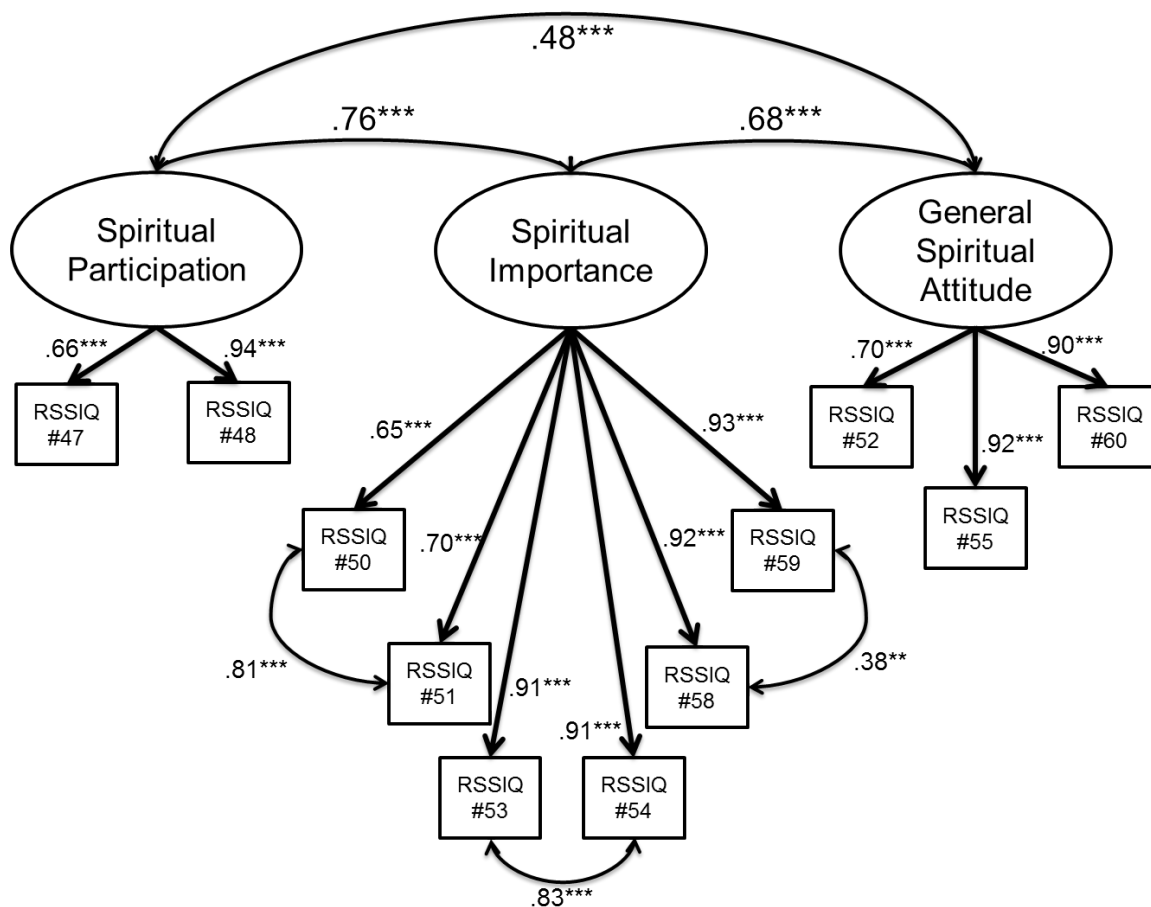 .48***
.76***
.68***
Spiritual
Participation
Spiritual
Importance
General
Spiritual
Attitude
.66***
.94***
.70***
.90***
RSSIQ
#47
RSSIQ
#48
RSSIQ
#52
RSSIQ
#60
.65***
.93***
.92***
RSSIQ
#50
.70***
.92***
RSSIQ
#59
RSSIQ
#55
.81***
RSSIQ
#51
.91***
RSSIQ
#58
.38**
.91***
RSSIQ
#53
RSSIQ
#54
.83***